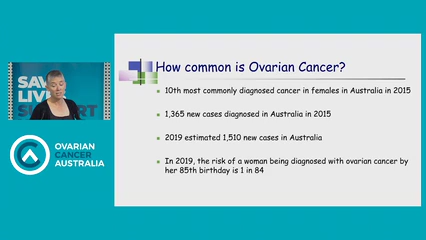 How common is Ovarian Cancer?
10th most commonly diagnosed cancer in females in Australia in 2015
1,365 new cases diagnosed in Australia in 2015
2019 estimated 1,510 new cases in Australia
In 2019, the risk of a woman being diagnosed with ovarian cancer by
her 85th birthday is 1 in 84
OVARIAN
CANCER
AUSTRALIA